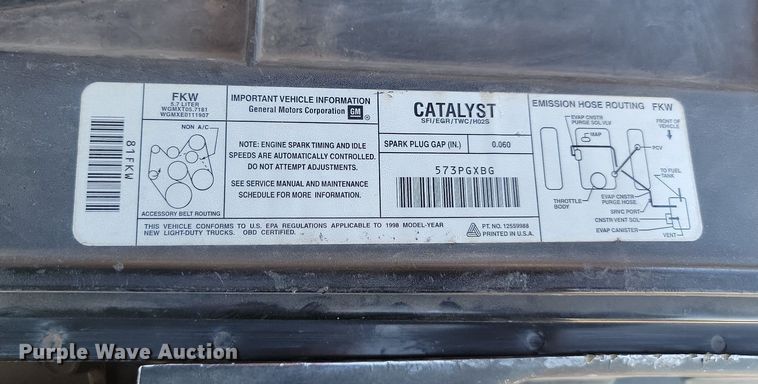 81FKW
FKW
5.7 LITER
WGMXT05.7181
WGMXE0111907
NON A/C
ACCESSORY BELT ROUTING
IMPORTANT VEHICLE INFORMATION
General Motors Corporation GM ®
NOTE: ENGINE SPARK TIMING AND IDLE
SPEEDS ARE AUTOMATICALLY CONTROLLED.
DO NOT ATTEMPT ADJUSTMENTS.
SEE SERVICE MANUAL AND MAINTENANCE
SCHEDULE FOR MORE INFORMATION.
CATALYST
SFI/EGR/TWC/HO2S
SPARK PLUG GAP (IN.) 0.060
573PGXBG
EMISSION HOSE ROUTING FKW
EVAP CNSTR
PURGE SOL VLV
MAP
FRONT OF
VEHICLE
PCV
TO FUEL
TANK
THROTTLE
BODY
EVAP CNSTR
PURGE HOSE
SRVC PORT
CNSTR VENT SOL
EVAP CANISTER
VENT
THIS VEHICLE CONFORMS TO U.S. EPA REGULATIONS APPLICABLE TO 1998 MODEL-YEAR
NEW LIGHT-DUTY TRUCKS. OBD CERTIFIED.
PT. NO. 12559988
PRINTED IN U.S.A.
Purple Wave Auction